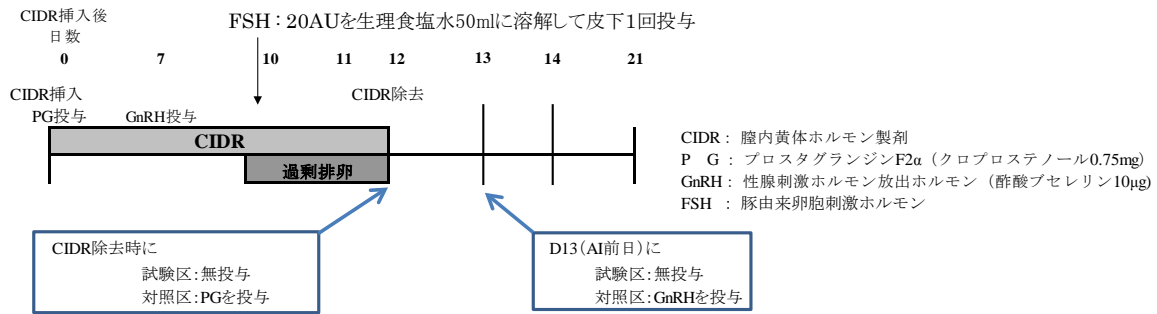 CIDR挿入後
日数
FSH：20AUを生理食塩水50mlに溶解して皮下1回投与
0 7 10 11 12 13 14 21
CIDR挿入
PG投与
GnRH投与
CIDR除去
CIDR
過剰排卵
CIDR： 膣内黄体ホルモン製剤
P G ： プロスタグランジンF2α（クロプロステノール0.75mg）
GnRH： 性腺刺激ホルモン放出ホルモン（酢酸ブセレリン10μg)
FSH ： 豚由来卵胞刺激ホルモン
CIDR除去時に
試験区：無投与
対照区：PGを投与
D13（AI前日）に
試験区：無投与
対照区：GnRHを投与